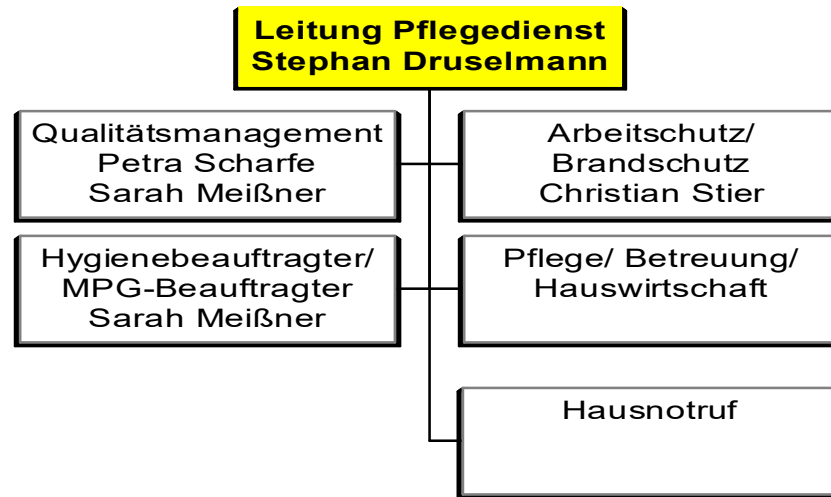 Leitung Pflegedienst
Stephan Druselmann
Qualitätsmanagement
Petra Scharfe
Sarah Meißner
Arbeitschutz/
Brandschutz
Christian Stier
Hygienebeauftragter/
MPG-Beauftragter
Sarah Meißner
Pflege/ Betreuung/
Hauswirtschaft
Hausnotruf